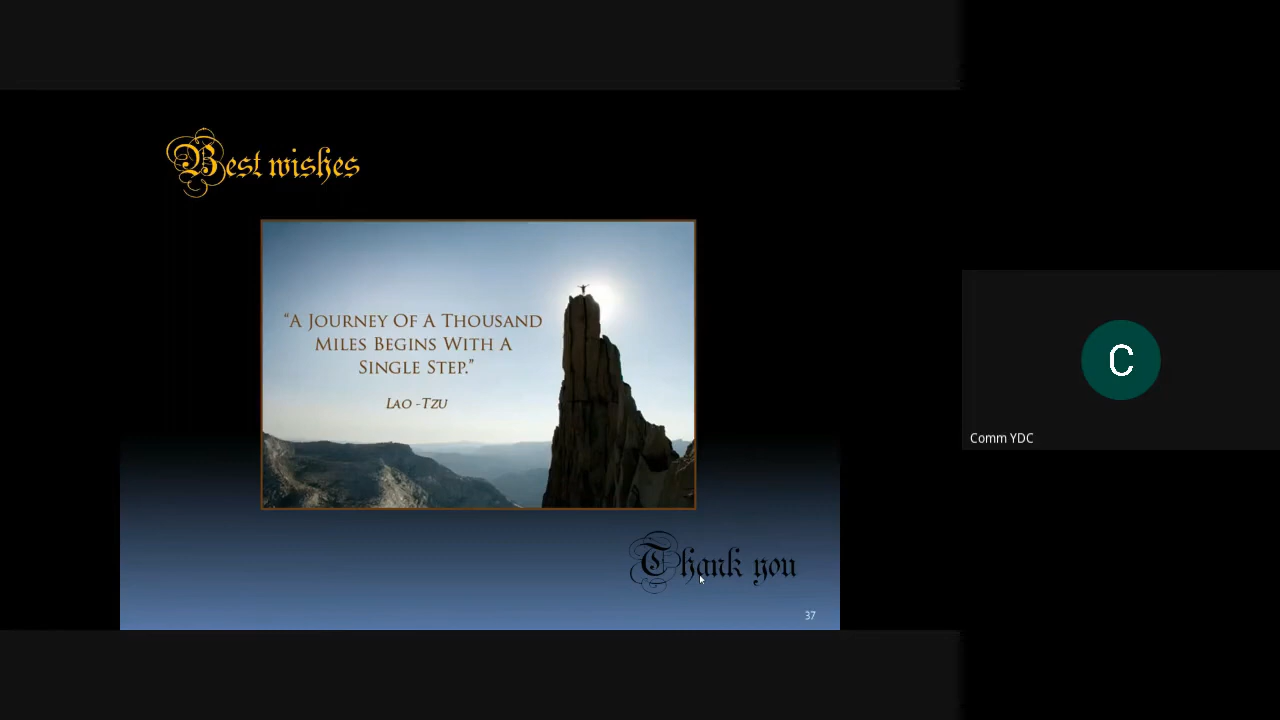 Best wishes
“A Journey Of A Thousand
Miles Begins With A
Single Step.”
Lao -Tzu
Thank you
37
C
Comm YDC